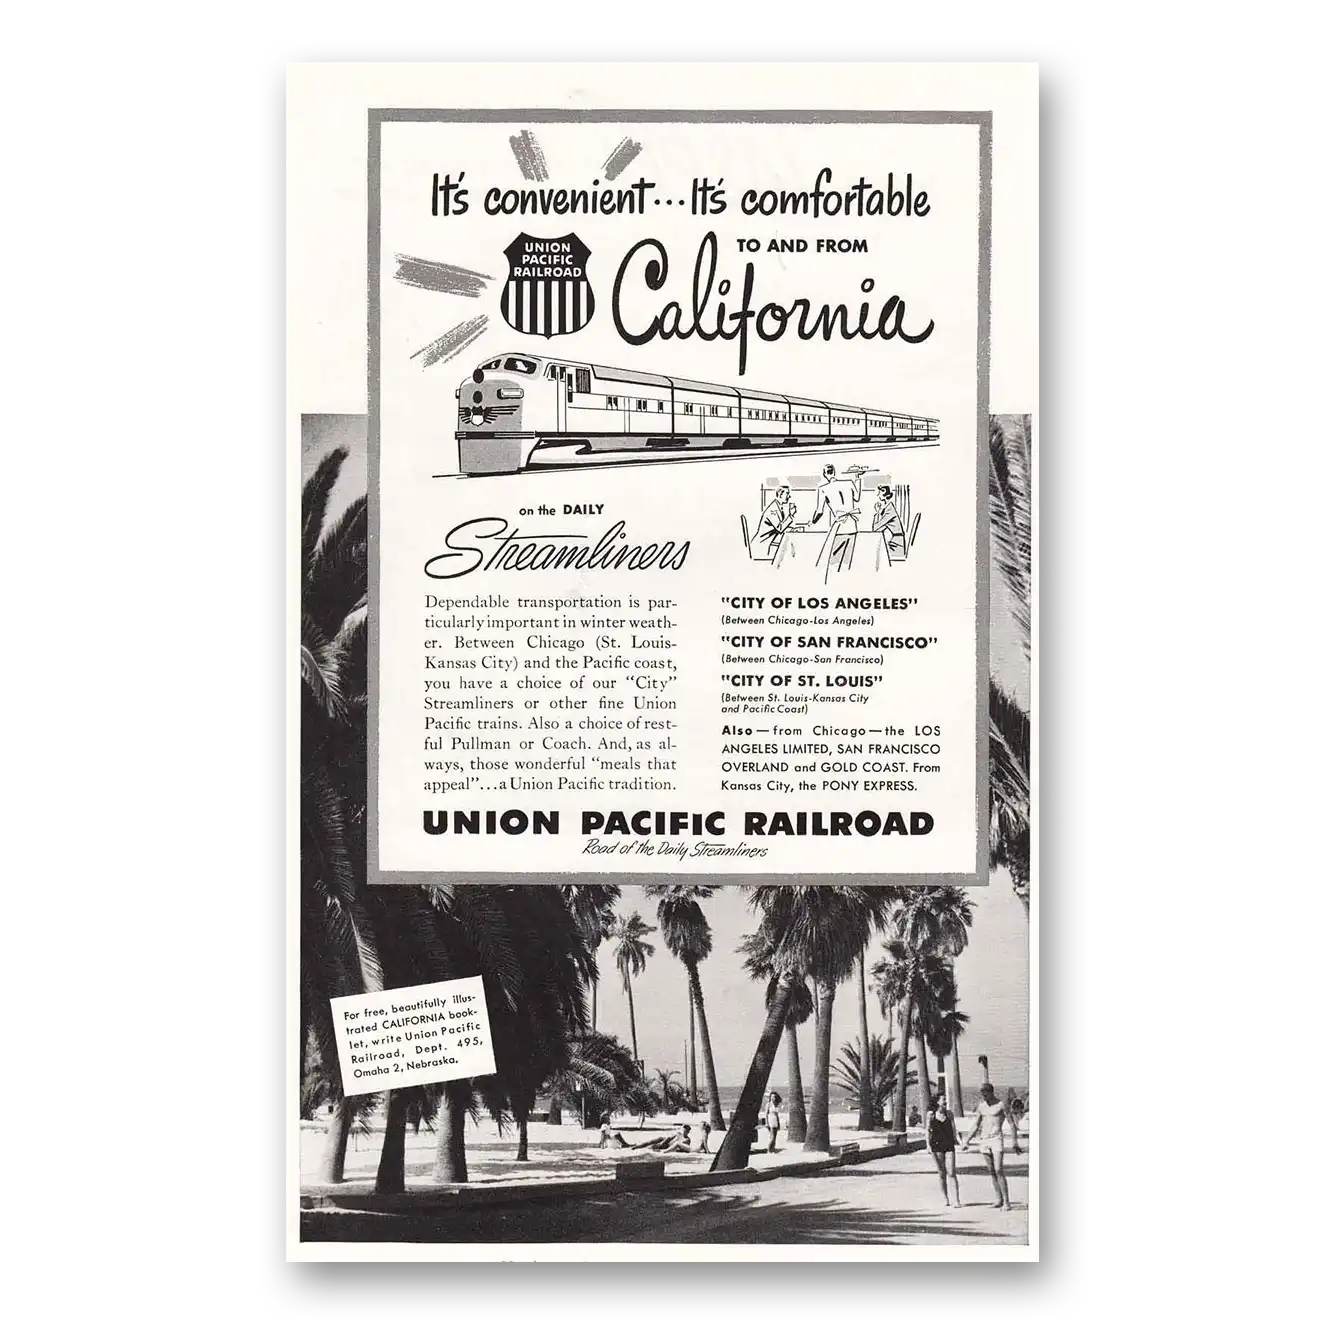 It's convenient...It's comfortable
UNION
PACIFIC
RAILROAD
TO AND FROM
California
on the DAILY
Streamliners
Dependable transportation is par-
ticularly important in winter weath-
er. Between Chicago (St. Louis-
Kansas City) and the Pacific coast,
you have a choice of our "City"
Streamliners or other fine Union
Pacific trains. Also a choice of rest-
ful Pullman or Coach. And, as al-
ways, those wonderful "meals that
appeal"...a Union Pacific tradition.
"CITY OF LOS ANGELES"
(Between Chicago-Los Angeles)
"CITY OF SAN FRANCISCO"
(Between Chicago-San Francisco)
"CITY OF ST. LOUIS"
(Between St. Louis-Kansas City
and Pacific Coast)
Also—from Chicago—the LOS
ANGELES LIMITED, SAN FRANCISCO
OVERLAND and GOLD COAST. From
Kansas City, the PONY EXPRESS.
UNION PACIFIC RAILROAD
Road of the Daily Streamliners
For free, beautifully illus-
trated CALIFORNIA book-
let, write Union Pacific
Railroad, Dept. 495,
Omaha 2, Nebraska.